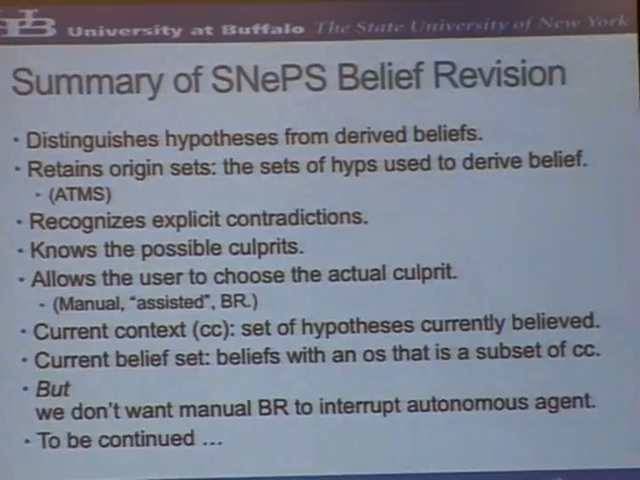 UB University at Buffalo The State University of New York
Summary of SNePS Belief Revision
• Distinguishes hypotheses from derived beliefs.
• Retains origin sets: the sets of hyps used to derive belief.
• (ATMS)
• Recognizes explicit contradictions.
• Knows the possible culprits.
• Allows the user to choose the actual culprit.
• (Manual, “assisted”, BR.)
• Current context (cc): set of hypotheses currently believed.
• Current belief set: beliefs with an os that is a subset of cc.
• But
we don’t want manual BR to interrupt autonomous agent.
• To be continued …